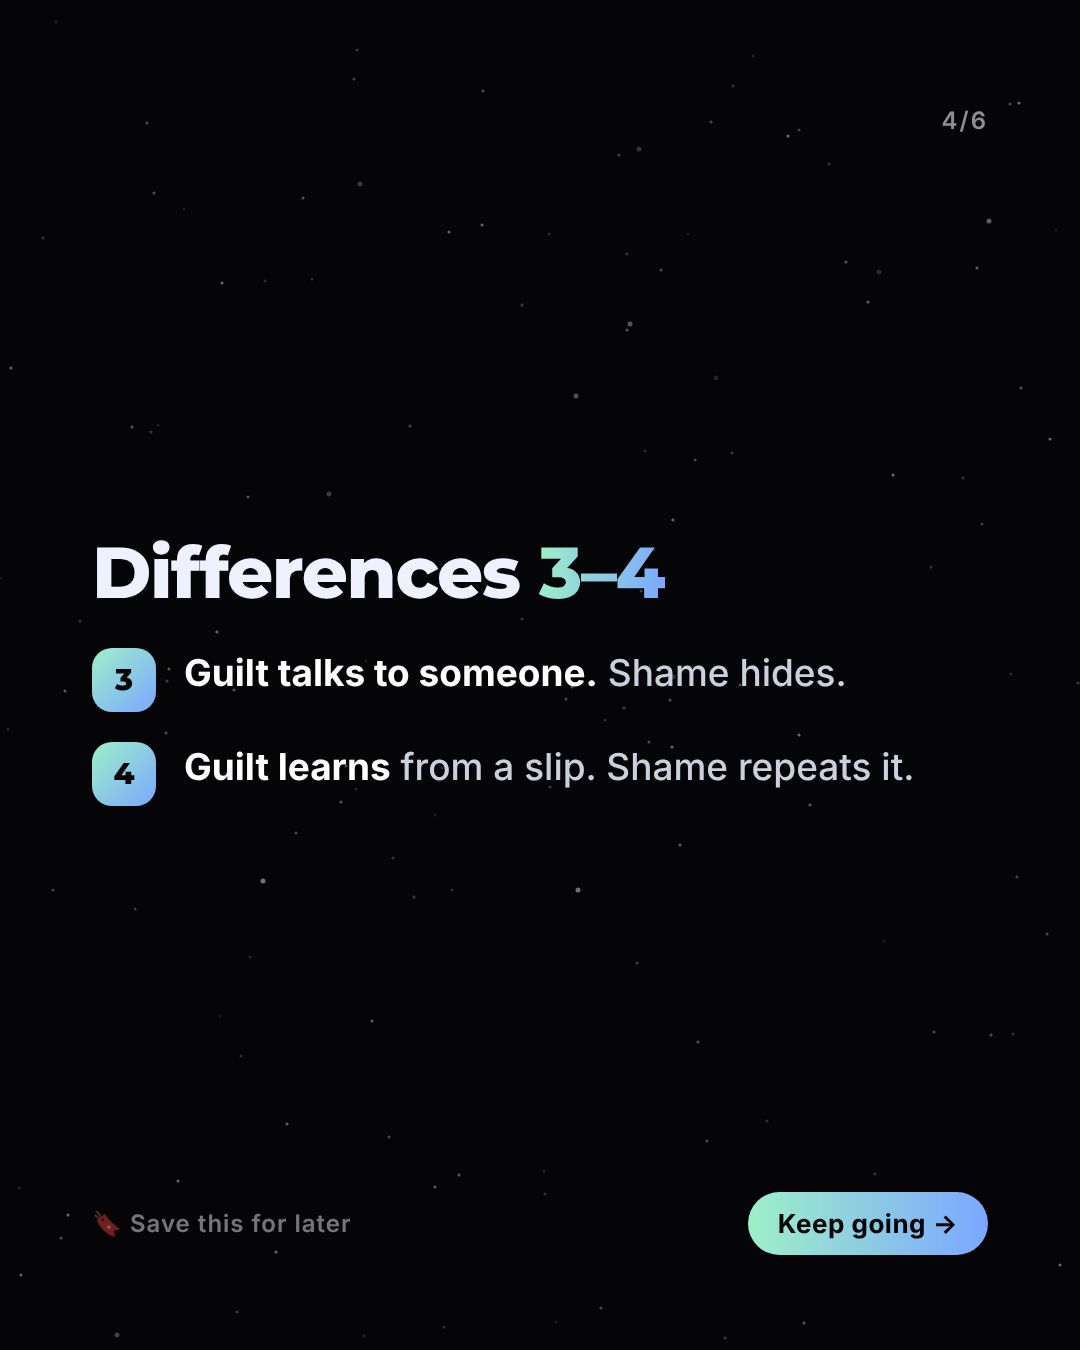 4/6
Differences 3–4
3 Guilt talks to someone. Shame hides.
4 Guilt learns from a slip. Shame repeats it.
🔖 Save this for later
Keep going →